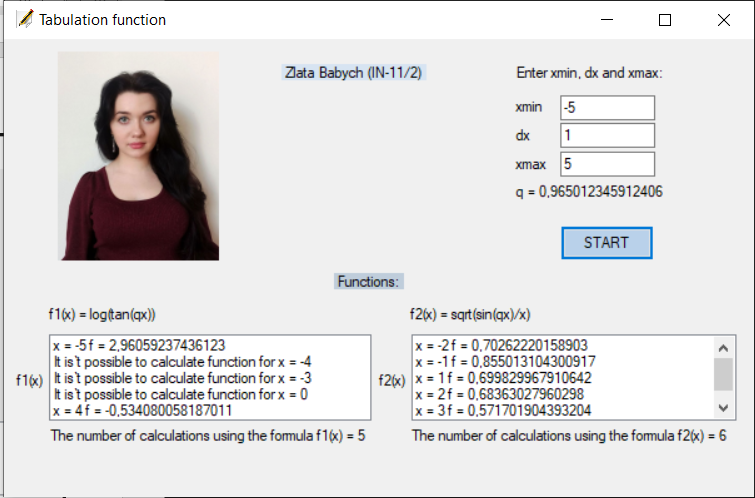 Tabulation function
Zlata Babych (IN-11/2)
Enter xmin, dx and xmax:
xmin -5
dx 1
xmax 5
q = 0,965012345912406
START
Functions:
f1(x) = log(tan(qx))
f2(x) = sqrt(sin(qx)/x)
f1(x)
x = -5 f = 2,96059237436123
It is`t possible to calculate function for x = -4
It is`t possible to calculate function for x = -3
It is`t possible to calculate function for x = 0
x = 4 f = -0,534080058187011
f2(x)
x = -2 f = 0,70262220158903
x = -1 f = 0,855013104300917
x = 1 f = 0,699829967910642
x = 2 f = 0,68363027960298
x = 3 f = 0,571701904393204
The number of calculations using the formula f1(x) = 5
The number of calculations using the formula f2(x) = 6